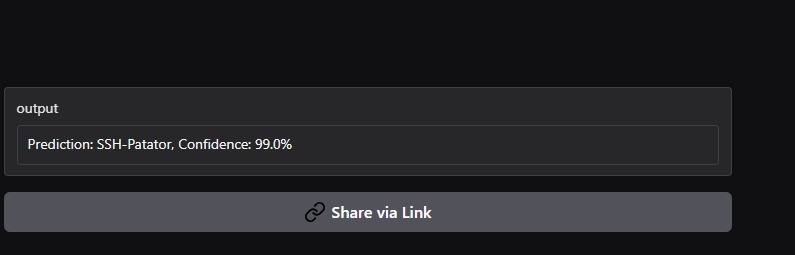 output
Prediction: SSH-Patator, Confidence: 99.0%
Share via Link